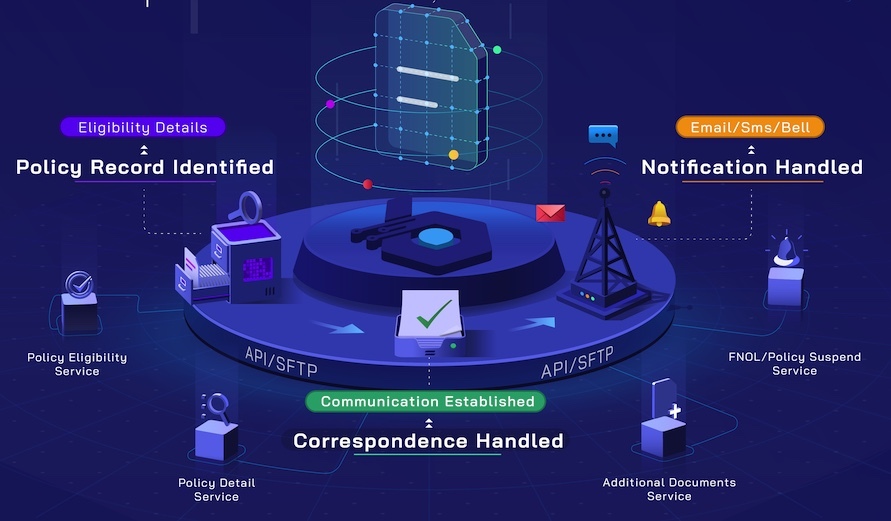 Eligibility Details
Policy Record Identified
Email/Sms/Bell
Notification Handled
Policy Eligibility
Service
API/SFTP
API/SFTP
FNOL/Policy Suspend
Service
Communication Established
Correspondence Handled
Policy Detail
Service
Additional Documents
Service